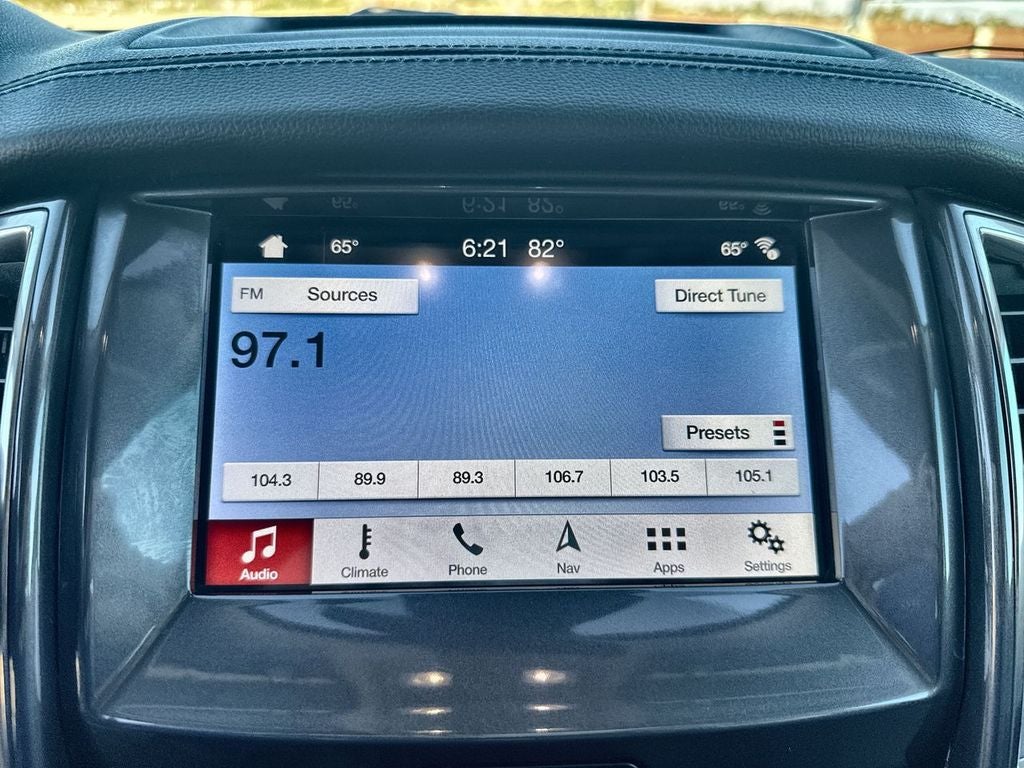 65° 6:21 82° 65°
FM Sources Direct Tune
97.1
Presets
104.3 89.9 89.3 106.7 103.5 105.1
Audio Climate Phone Nav Apps Settings